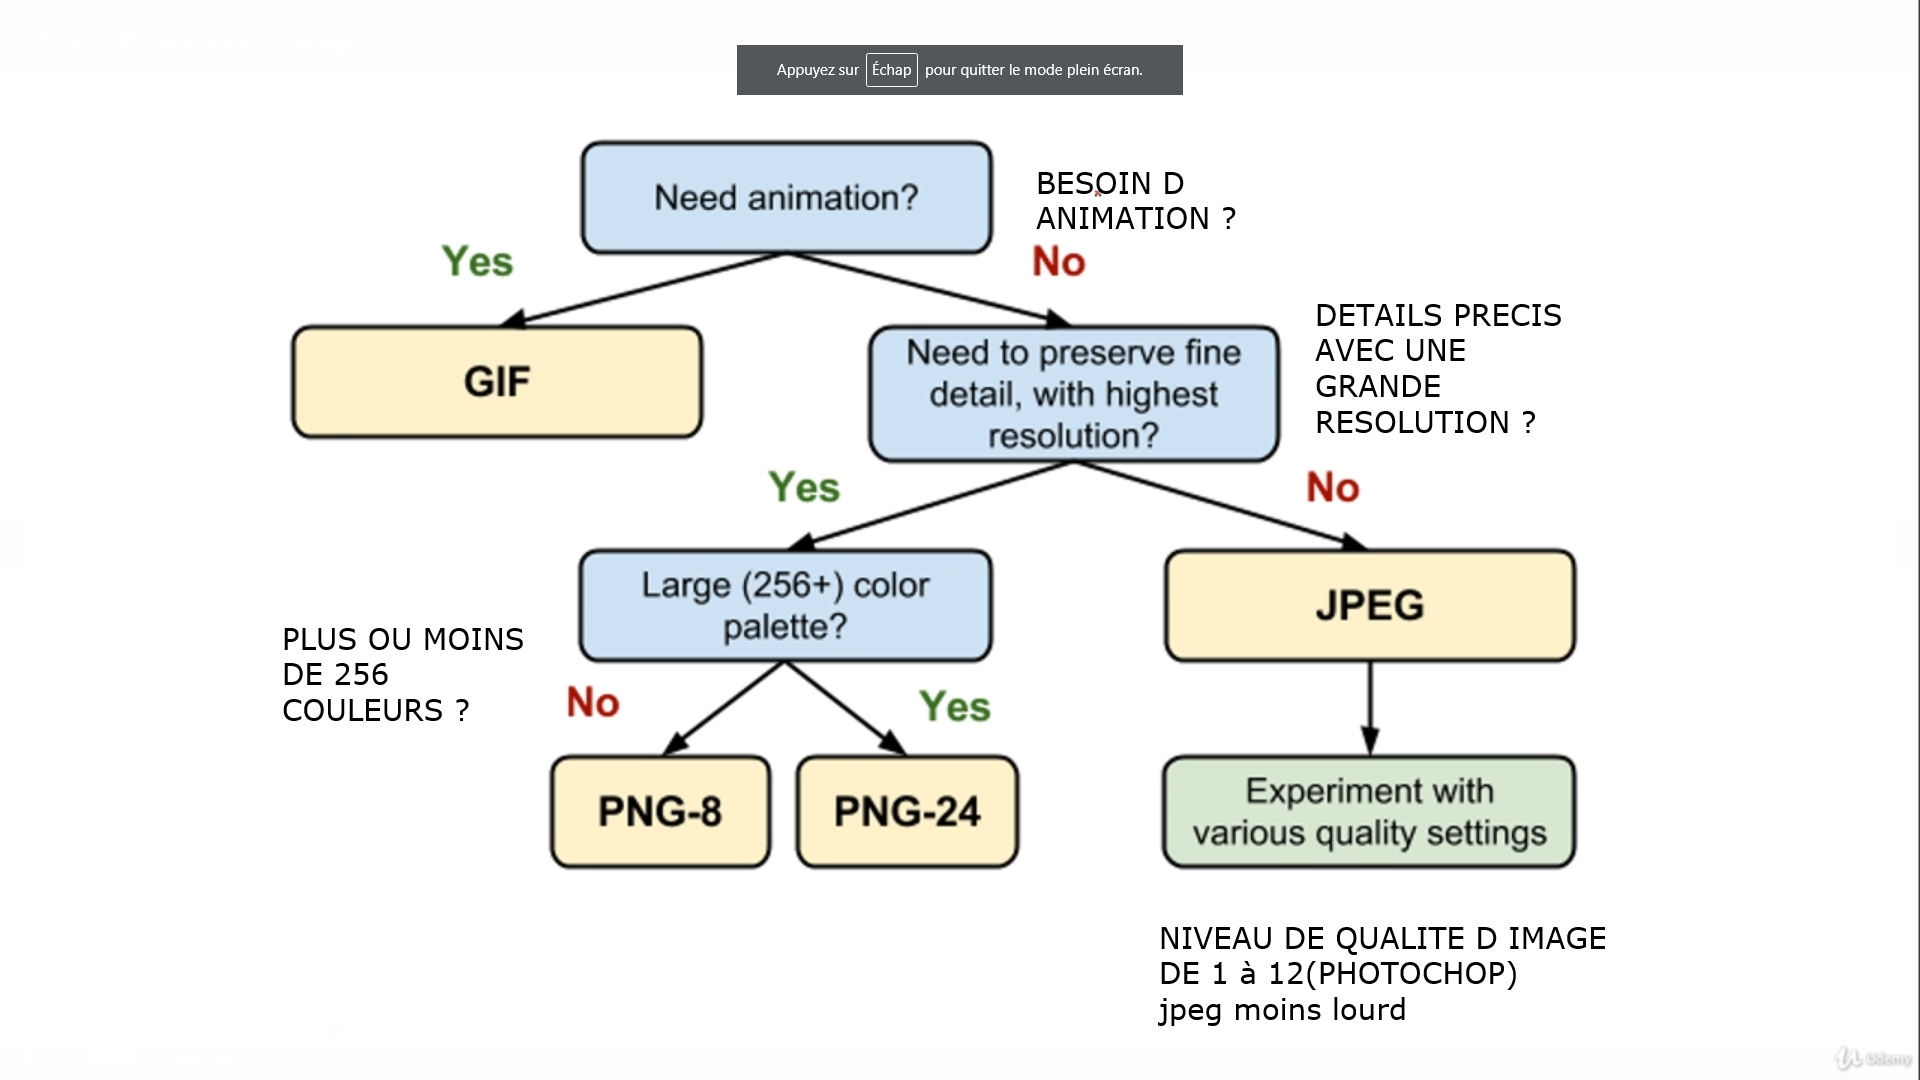 Appuyez sur Échap pour quitter le mode plein écran.
Need animation?
BESOIN D
ANIMATION ?
Yes
No
GIF
Need to preserve fine
detail, with highest
resolution?
DETAILS PRECIS
AVEC UNE
GRANDE
RESOLUTION ?
Yes
No
Large (256+) color
palette?
JPEG
PLUS OU MOINS
DE 256
COULEURS ?
No
Yes
PNG-8
PNG-24
Experiment with
various quality settings
NIVEAU DE QUALITE D IMAGE
DE 1 à 12(PHOTOCHOP)
jpeg moins lourd
Udemy